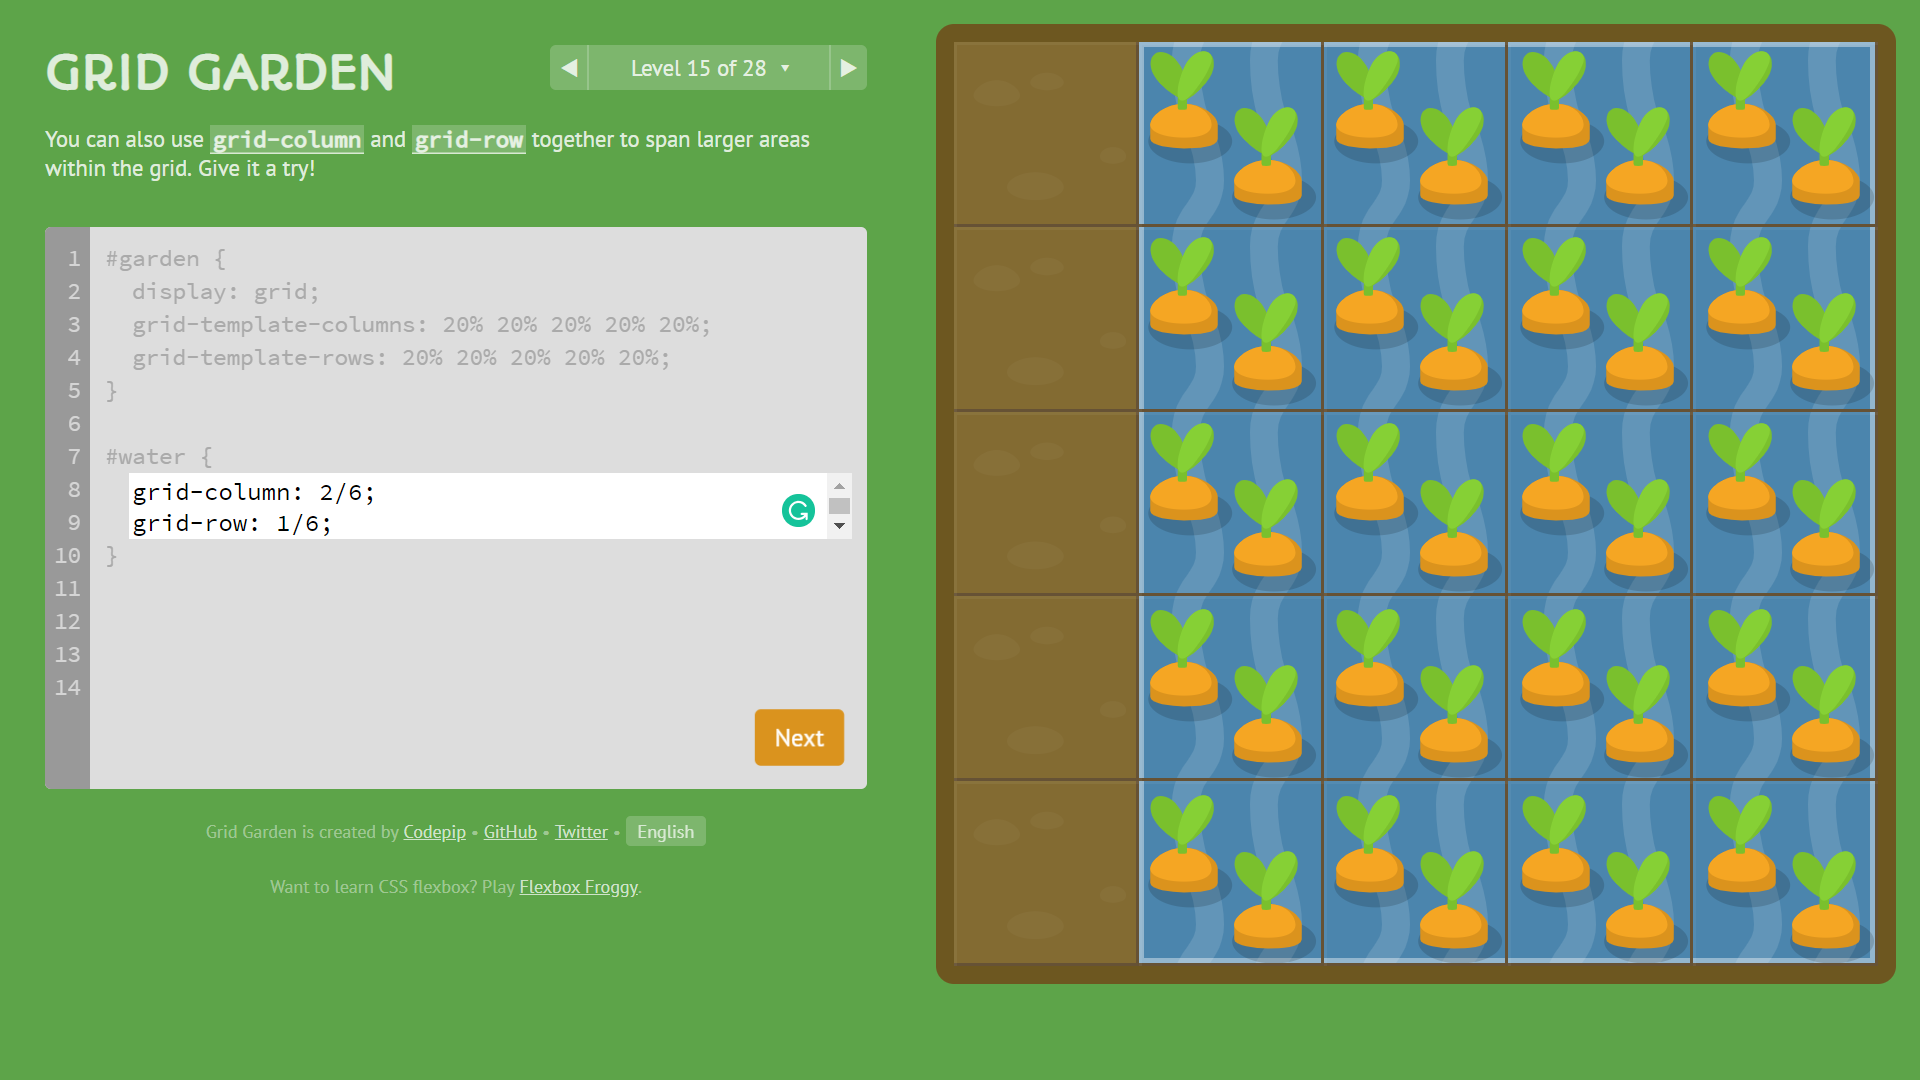 GRID GARDEN
◀ Level 15 of 28 ▼ ▶
You can also use grid-column and grid-row together to span larger areas
within the grid. Give it a try!
1 #garden {
2 display: grid;
3 grid-template-columns: 20% 20% 20% 20% 20%;
4 grid-template-rows: 20% 20% 20% 20% 20%;
5 }
6
7 #water {
8 grid-column: 2/6;
9 grid-row: 1/6;
10 }
11
12
13
14
Next
Grid Garden is created by Codepip • GitHub • Twitter • English
Want to learn CSS flexbox? Play Flexbox Froggy.